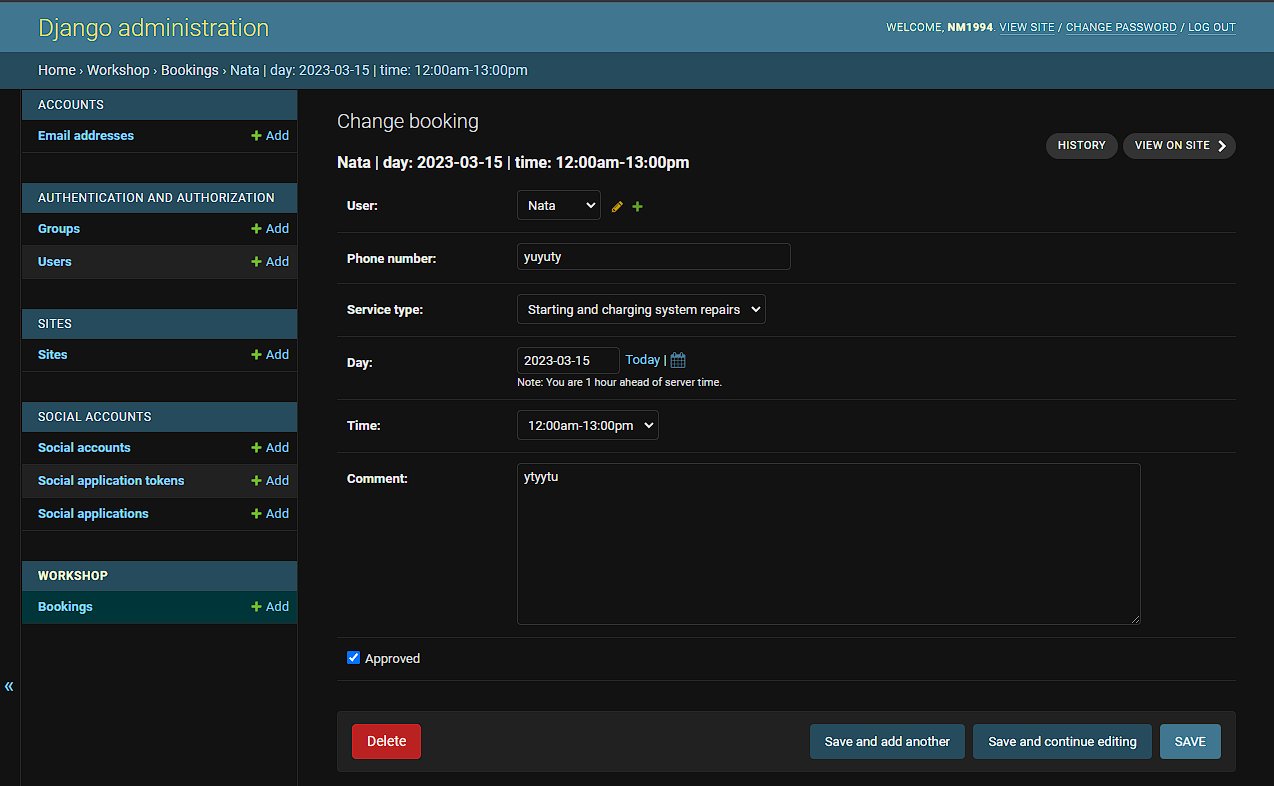 Django administration
WELCOME, NM1994. VIEW SITE / CHANGE PASSWORD / LOG OUT
Home › Workshop › Bookings › Nata | day: 2023-03-15 | time: 12:00am-13:00pm
ACCOUNTS
Email addresses + Add
AUTHENTICATION AND AUTHORIZATION
Groups + Add
Users + Add
SITES
Sites + Add
SOCIAL ACCOUNTS
Social accounts + Add
Social application tokens + Add
Social applications + Add
WORKSHOP
Bookings + Add
«
Change booking
HISTORY
VIEW ON SITE
Nata | day: 2023-03-15 | time: 12:00am-13:00pm
User: Nata
Phone number: yuyuty
Service type: Starting and charging system repairs
Day: 2023-03-15 Today |
Note: You are 1 hour ahead of server time.
Time: 12:00am-13:00pm
Comment: ytyytu
Approved
Delete
Save and add another
Save and continue editing
SAVE